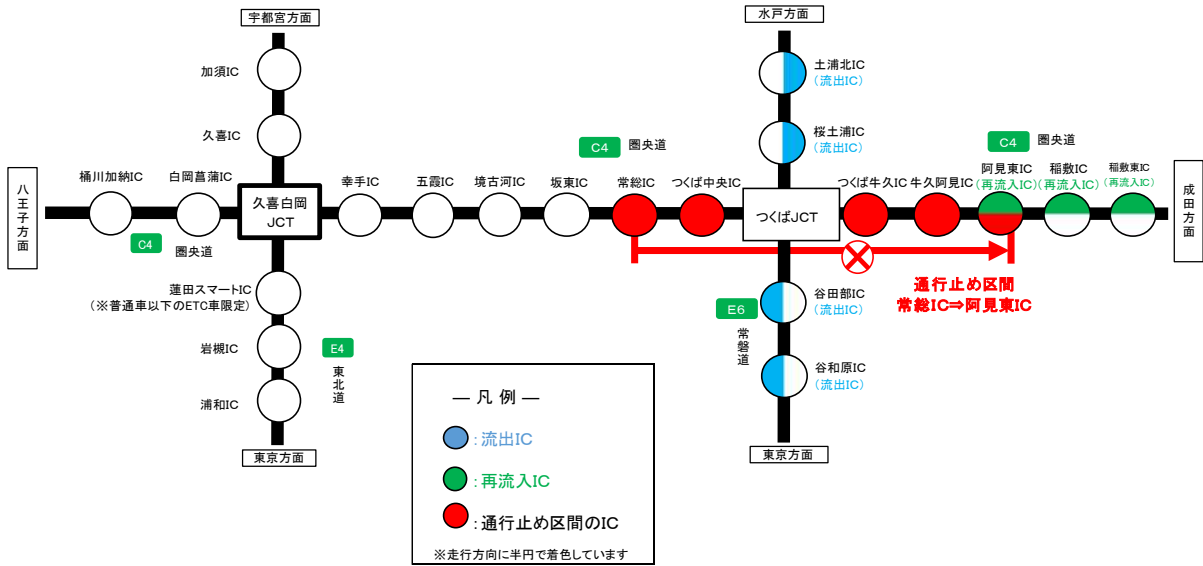 宇都宮方面
水戸方面
加須IC
土浦北IC
(流出IC)
久喜IC
桜土浦IC
(流出IC)
C4 圏央道
C4 圏央道
八王子方面
桶川加納IC
白岡菖蒲IC
久喜白岡
JCT
幸手IC
五霞IC
境古河IC
坂東IC
常総IC
つくば中央IC
つくばJCT
つくば牛久IC
牛久阿見IC
阿見東IC
(再流入IC)
稲敷IC
(再流入IC)
稲敷東IC
(再流入IC)
成田方面
C4 圏央道
蓮田スマートIC
(※普通車以下のETC車限定)
谷田部IC
(流出IC)
通行止め区間
常総IC⇒阿見東IC
E6
常磐道
岩槻IC
E4
東北道
谷和原IC
(流出IC)
浦和IC
東京方面
東京方面
― 凡 例 ―
:流出IC
:再流入IC
:通行止め区間のIC
※走行方向に半円で着色しています